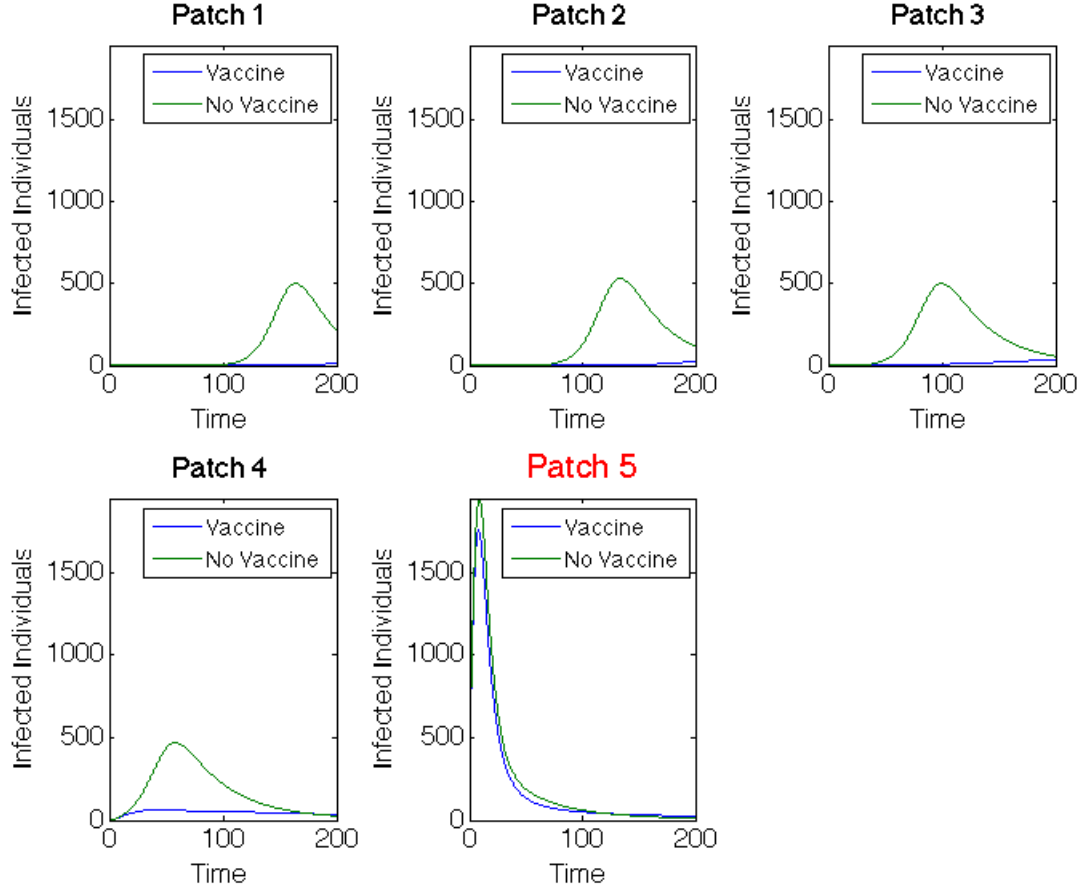 Patch 1
Vaccine
No Vaccine
Infected Individuals
1500
1000
500
0
0 100 200
Time
Patch 2
Vaccine
No Vaccine
Infected Individuals
1500
1000
500
0
0 100 200
Time
Patch 3
Vaccine
No Vaccine
Infected Individuals
1500
1000
500
0
0 100 200
Time
Patch 4
Vaccine
No Vaccine
Infected Individuals
1500
1000
500
0
0 100 200
Time
Patch 5
Vaccine
No Vaccine
Infected Individuals
1500
1000
500
0
0 100 200
Time